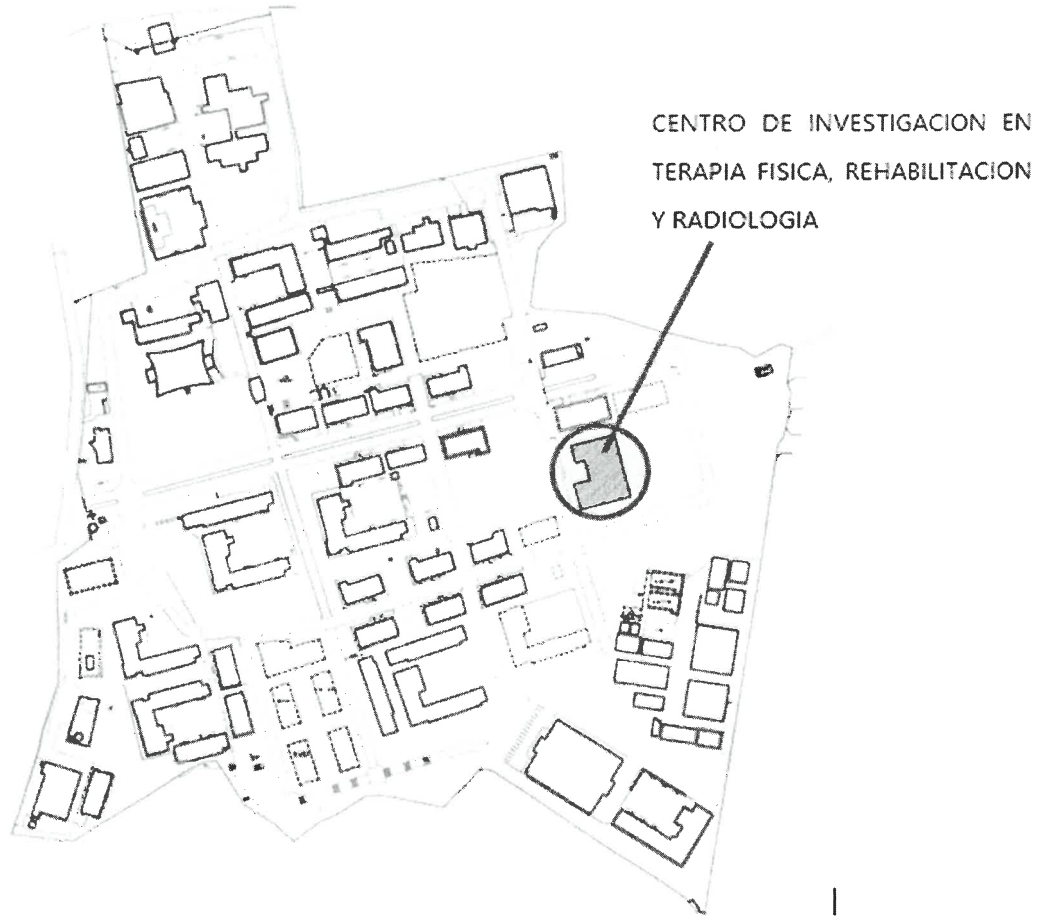 CENTRO DE INVESTIGACION EN
TERAPIA FISICA, REHABILITACION
Y RADIOLOGIA